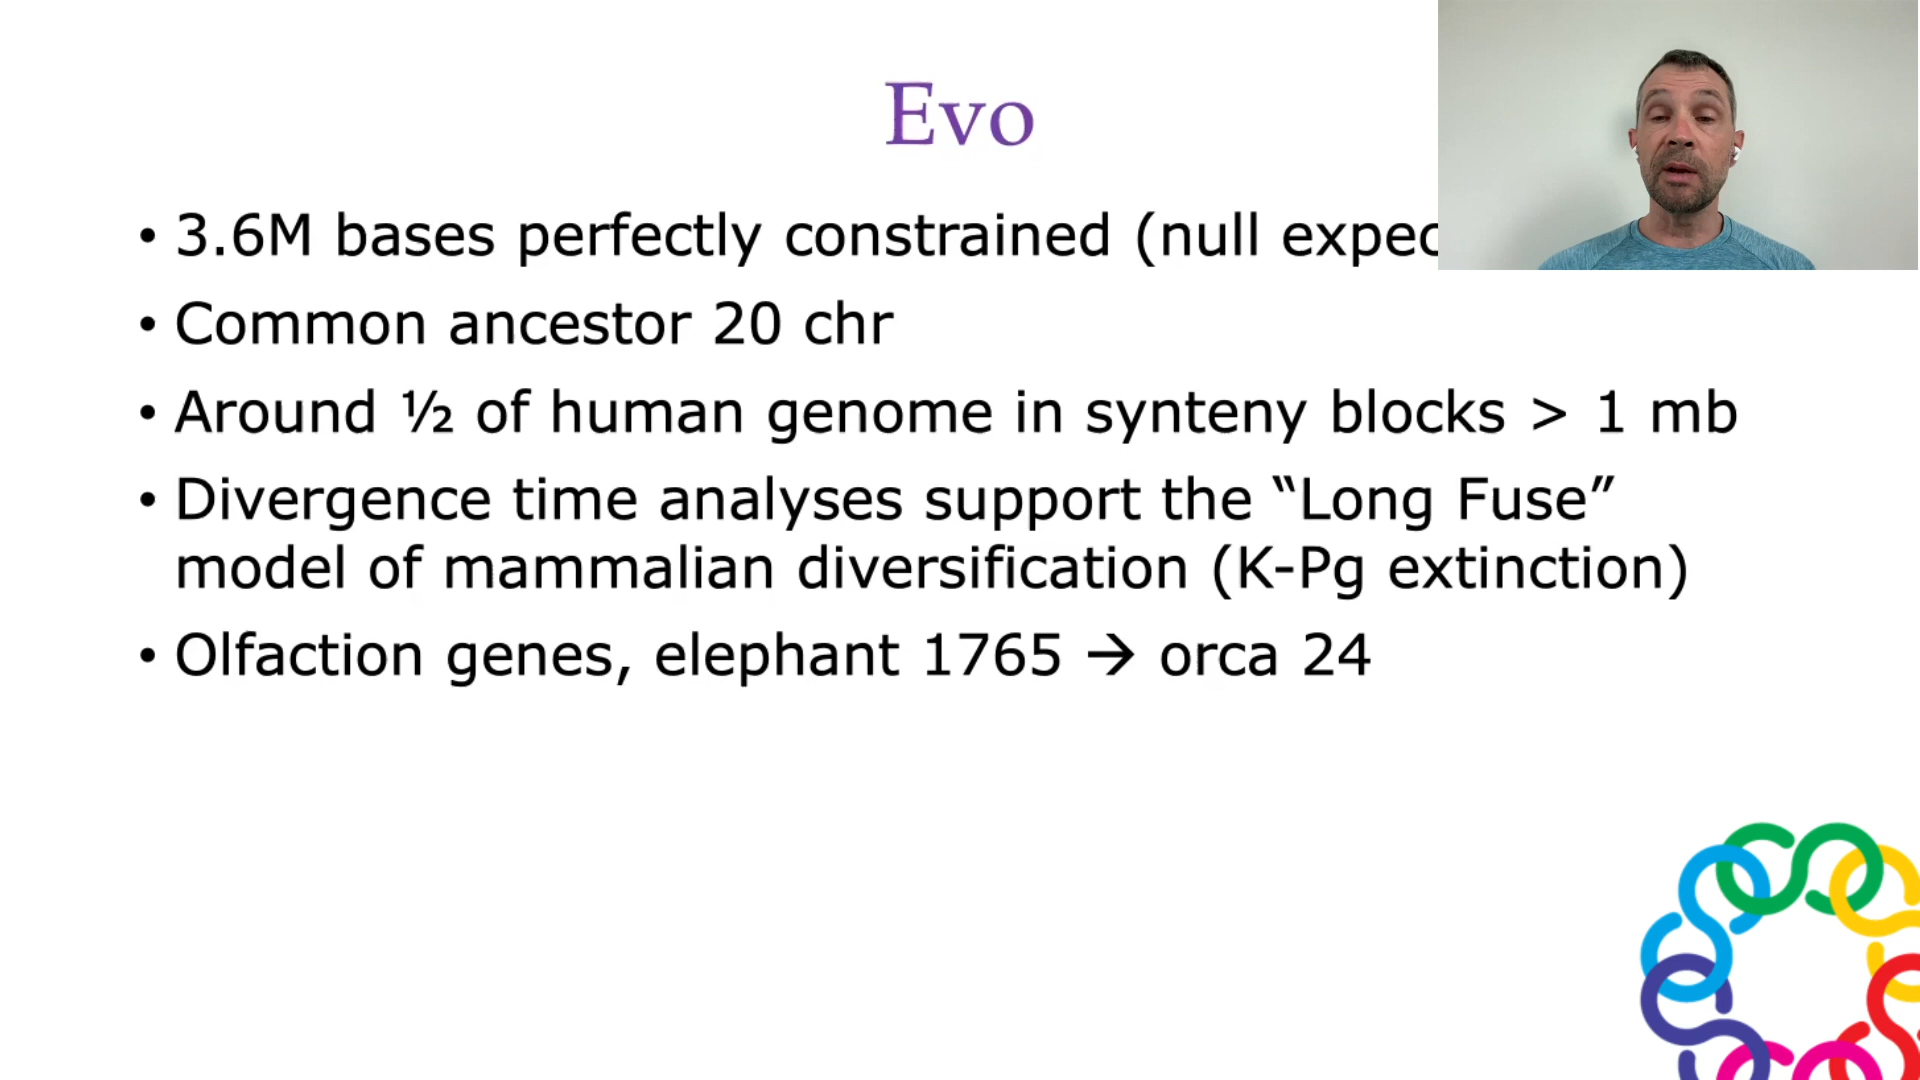 Evo
• 3.6M bases perfectly constrained (null
• Common ancestor 20 chr
• Around ½ of human genome in synteny blocks > 1 mb
• Divergence time analyses support the “Long Fuse”
model of mammalian diversification (K-Pg extinction)
• Olfaction genes, elephant 1765 → orca 24